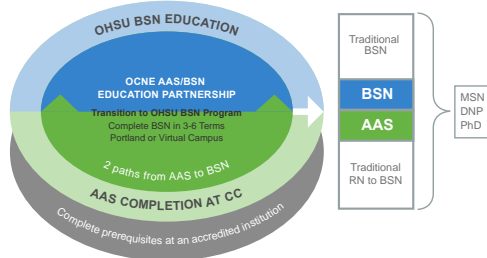 OHSU BSN EDUCATION
OCNE AAS/BSN
EDUCATION PARTNERSHIP
Transition to OHSU BSN Program
Complete BSN in 3-6 Terms
Portland or Virtual Campus
2 paths from AAS to BSN
AAS COMPLETION AT CC
Complete prerequisites at an accredited institution
Traditional
BSN
BSN
AAS
Traditional
RN to BSN
MSN
DNP
PhD